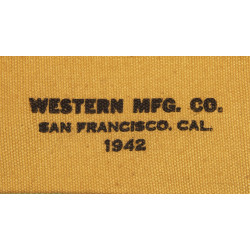 WESTERN MFG. CO.
SAN FRANCISCO. CAL.
1942